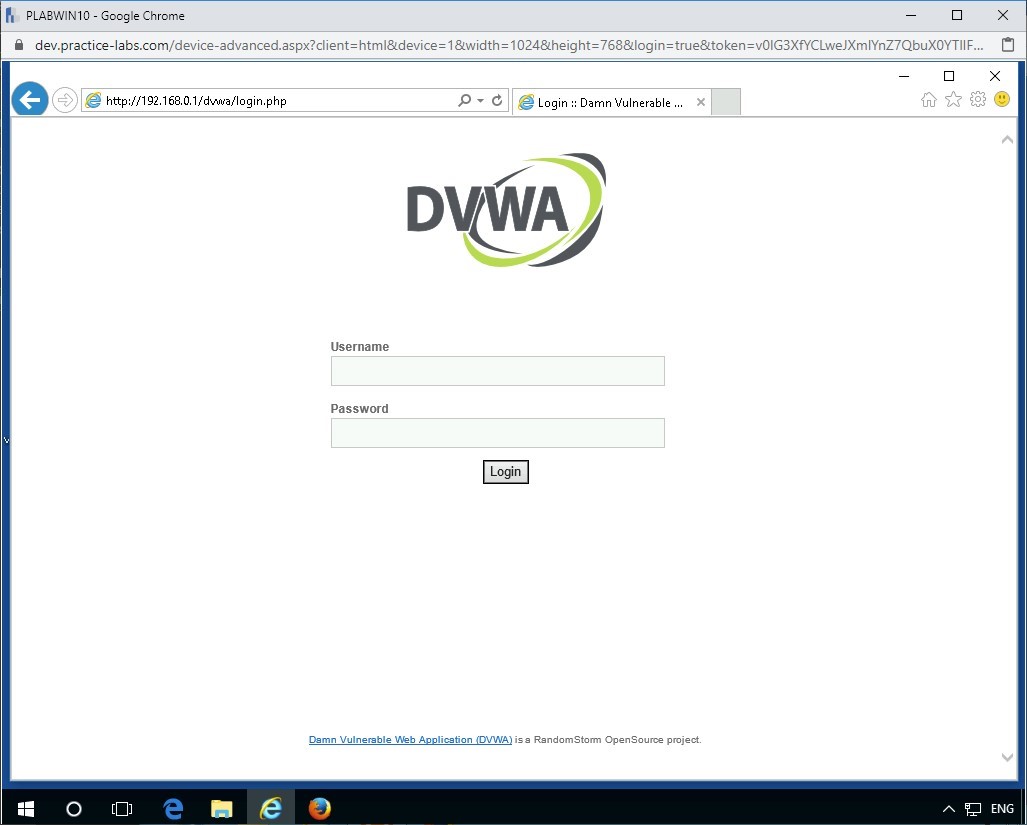 PLABWIN10 - Google Chrome
dev.practice-labs.com/device-advanced.aspx?client=html&device=1&width=1024&height=768&login=true&token=v0IG3XfYCLweJXmlYnZ7QbuX0YTIIF...
http://192.168.0.1/dvwa/login.php
Login :: Damn Vulnerable ...
DVWA
Username
Password
Login
Damn Vulnerable Web Application (DVWA) is a RandomStorm OpenSource project.
ENG